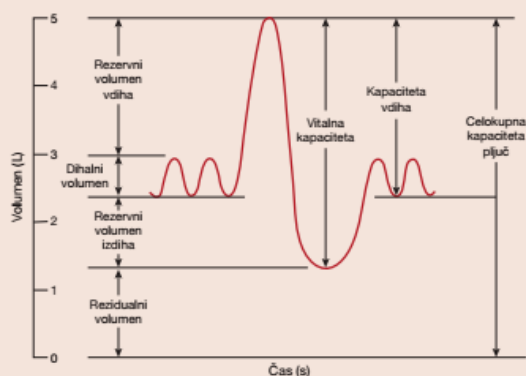 Volumen (L)
5
4
3
2
1
0
Rezervni
volumen
vdiha
Dihalni
volumen
Rezervni
volumen
izdiha
Rezidualni
volumen
Vitalna
kapaciteta
Kapaciteta
vdiha
Celokupna
kapaciteta
pljuč
Čas (s)